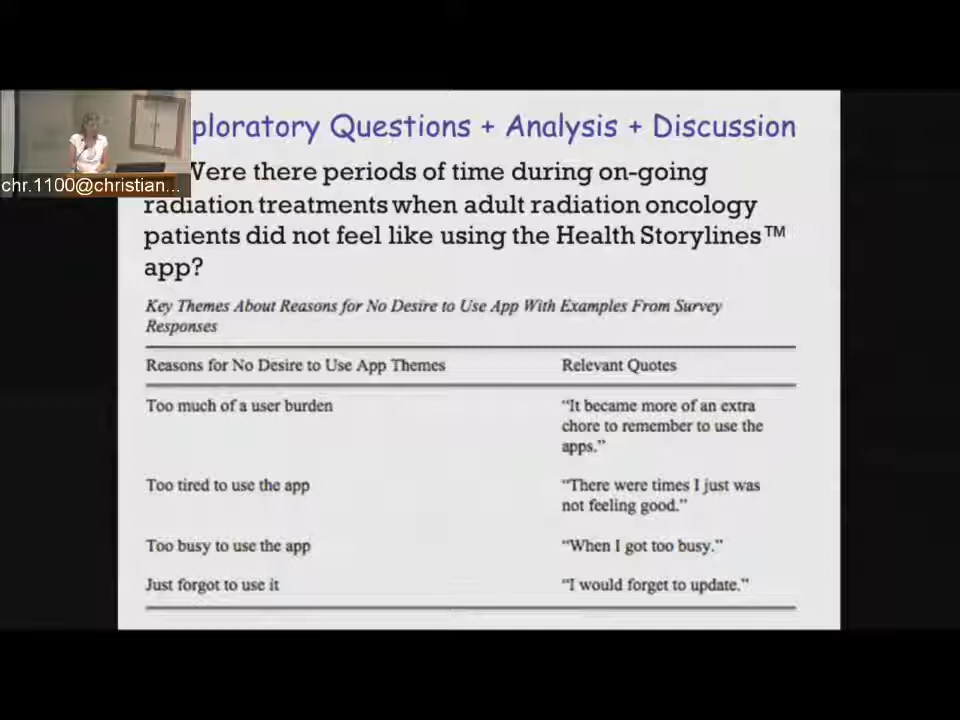 ploratory Questions + Analysis + Discussion
Were there periods of time during on-going
radiation treatments when adult radiation oncology
patients did not feel like using the Health Storylines™
app?
Key Themes About Reasons for No Desire to Use App With Examples From Survey
Responses
Reasons for No Desire to Use App Themes Relevant Quotes
Too much of a user burden “It became more of an extra
chore to remember to use the
apps.”
Too tired to use the app “There were times I just was
not feeling good.”
Too busy to use the app “When I got too busy.”
Just forgot to use it “I would forget to update.”
chr.1100@christian...